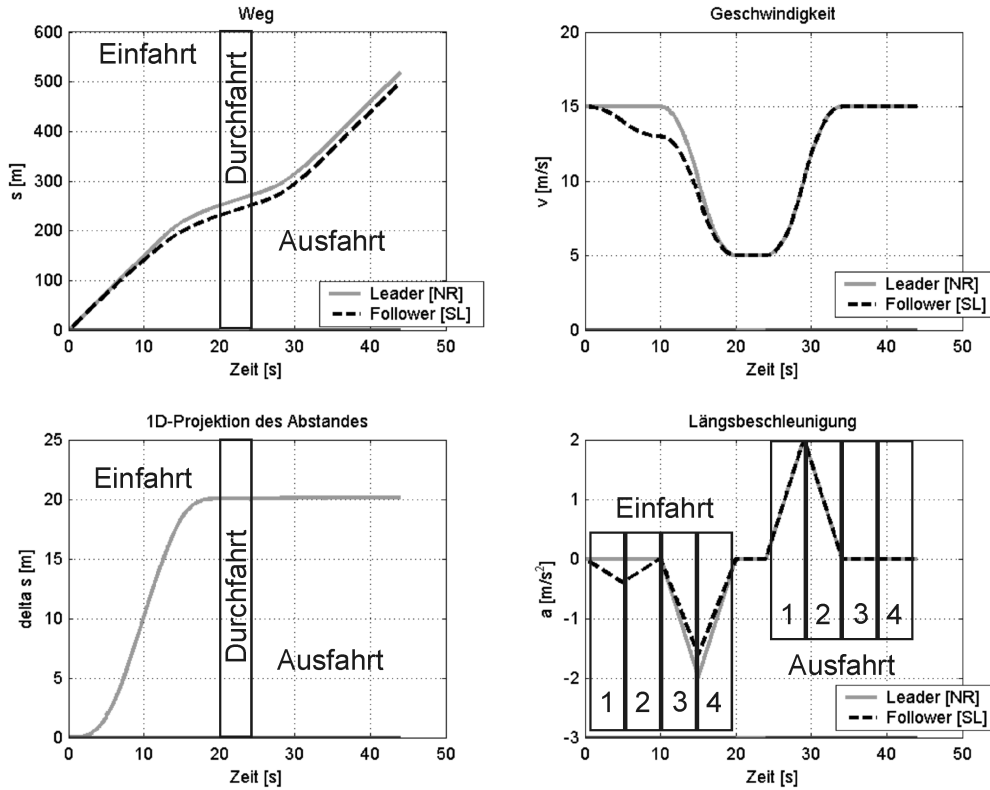 Weg
600
500
400
300
200
100
0
s [m]
Einfahrt
Durchfahrt
Ausfahrt
Leader [NR]
Follower [SL]
0 10 20 30 40 50
Zeit [s]
Geschwindigkeit
20
15
10
5
0
v [m/s]
Leader [NR]
Follower [SL]
0 10 20 30 40 50
Zeit [s]
1D-Projektion des Abstandes
25
20
15
10
5
0
delta s [m]
Einfahrt
Durchfahrt
Ausfahrt
0 10 20 30 40 50
Zeit [s]
Längsbeschleunigung
2
1
0
-1
-2
-3
a [m/s²]
Einfahrt
1 2 3 4
1 2 3 4
Ausfahrt
Leader [NR]
Follower [SL]
0 10 20 30 40 50
Zeit [s]